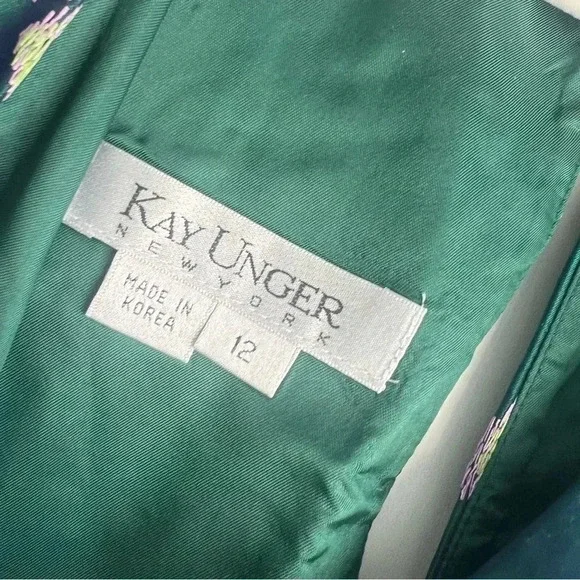 KAY UNGER
NEW YORK
MADE IN
KOREA
12